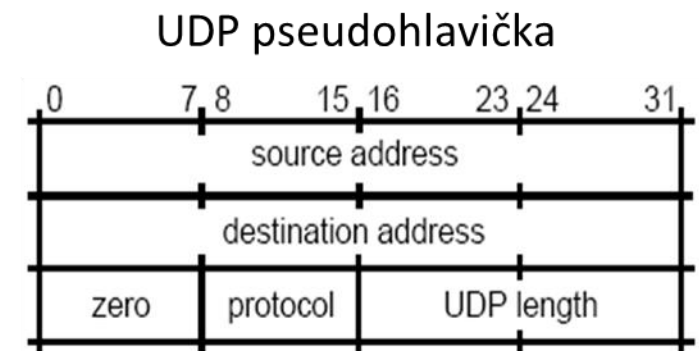 UDP pseudohlavička
0 7 8 15 16 23 24 31
source address
destination address
zero protocol UDP length